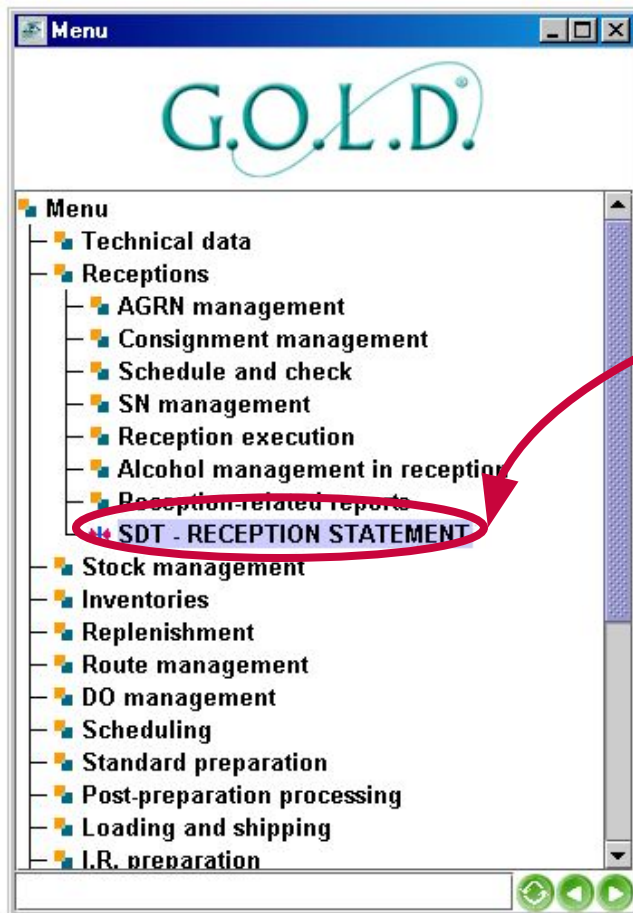 Menu
G.O.L.D.®
Menu
Technical data
Receptions
AGRN management
Consignment management
Schedule and check
SN management
Reception execution
Alcohol management in reception
Reception-related reports
SDT - RECEPTION STATEMENT
Stock management
Inventories
Replenishment
Route management
DO management
Scheduling
Standard preparation
Post-preparation processing
Loading and shipping
I.R. preparation